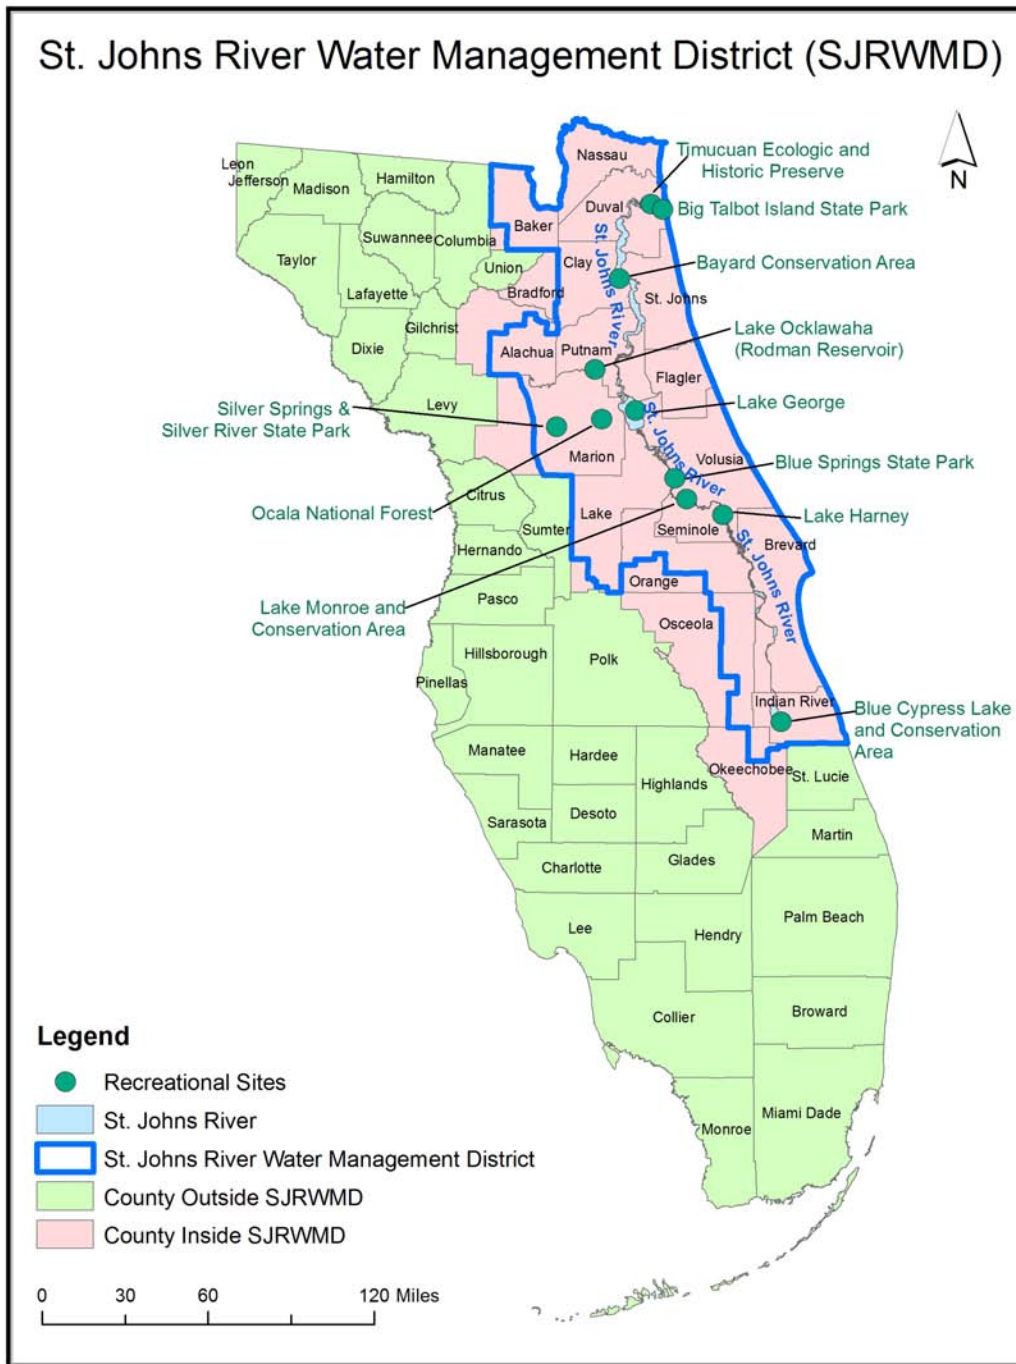 St. Johns River Water Management District (SJRWMD)
Timucuan Ecologic and
Historic Preserve
N
Nassau
Leon
Jefferson
Hamilton
Madison
Duval
Big Talbot Island State Park
Baker
Suwannee
Columbia
St. Johns River
Taylor
Clay
Bayard Conservation Area
Union
Lafayette
Bradford
St. Johns
Gilchrist
Lake Ocklawaha
(Rodman Reservoir)
Dixie
Alachua
Putnam
Flagler
Levy
Lake George
Silver Springs &
Silver River State Park
St. Johns River
Marion
Volusia
Blue Springs State Park
Citrus
Ocala National Forest
Lake
Lake Harney
Sumter
Seminole
St. Johns River
Brevard
Hernando
Orange
Pasco
Lake Monroe and
Conservation Area
Osceola
Hillsborough
Polk
Pinellas
Indian River
Blue Cypress Lake
and Conservation
Area
Manatee
Hardee
Okeechobee
St. Lucie
Highlands
Desoto
Sarasota
Martin
Charlotte
Glades
Palm Beach
Lee
Hendry
Broward
Collier
Miami Dade
Monroe
Legend
Recreational Sites
St. Johns River
St. Johns River Water Management District
County Outside SJRWMD
County Inside SJRWMD
0 30 60 120 Miles